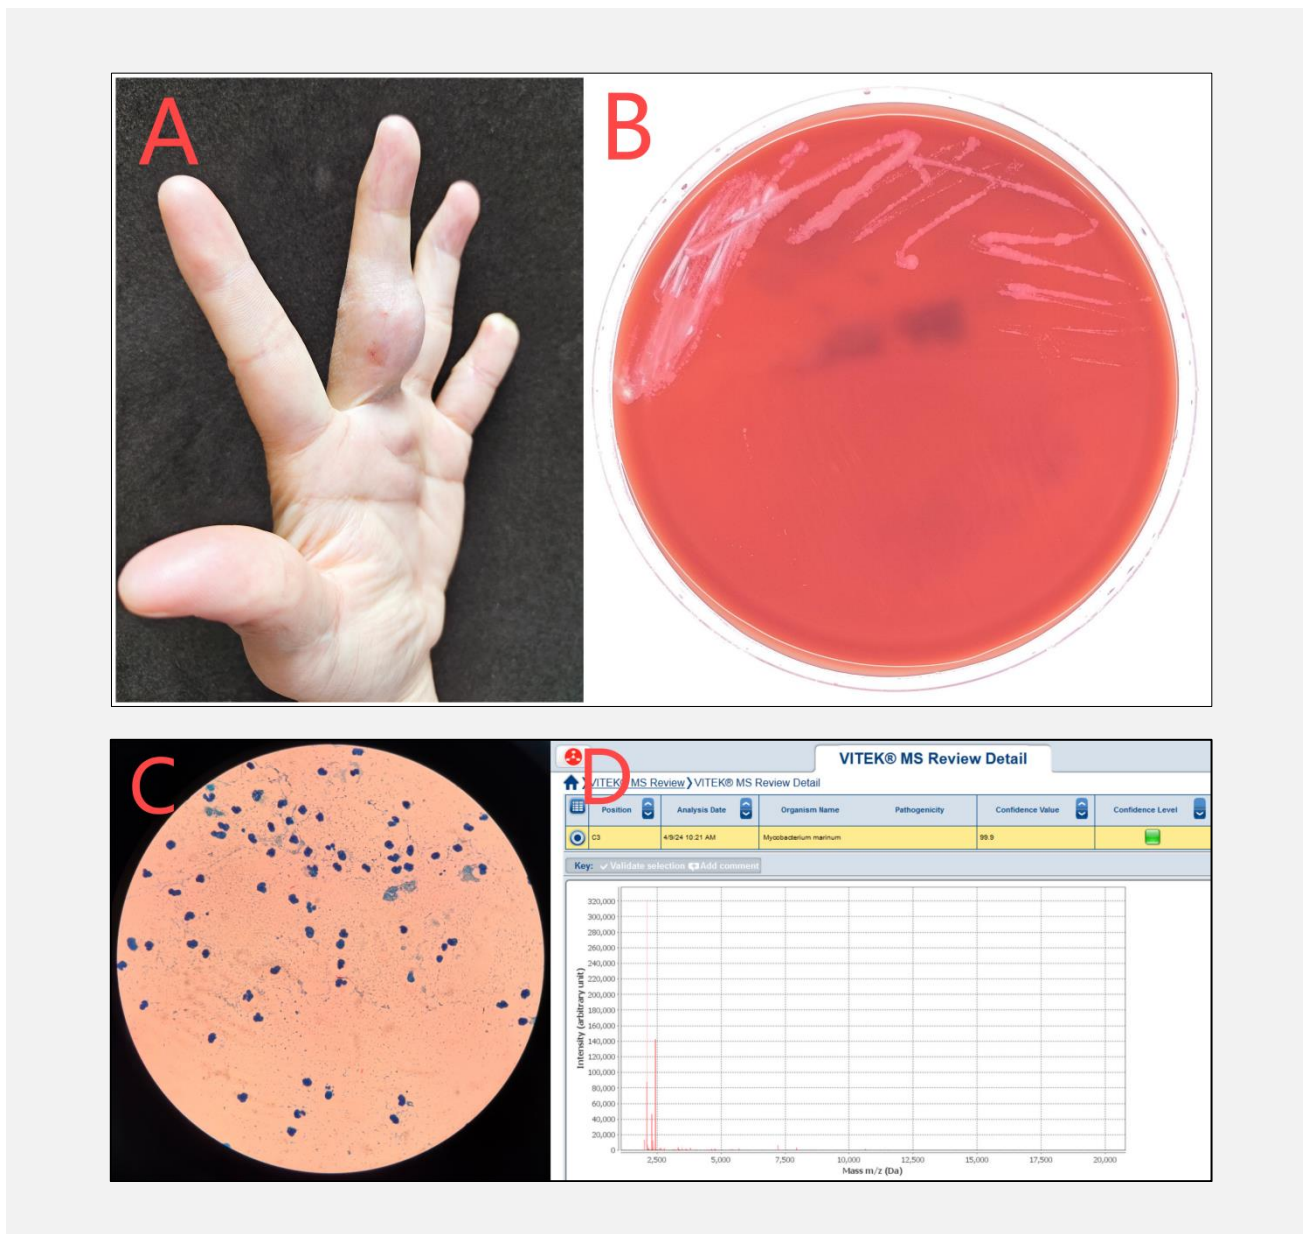 A
B
C
D
VITEK® MS Review Detail
VITEK® MS Review ❯ VITEK® MS Review Detail
Position Analysis Date Organism Name Pathogenicity Confidence Value Confidence Level
C3 4/9/24 10:21 AM Mycobacterium marinum 99.9
Key: Validate selection Add comment
320,000
300,000
280,000
260,000
240,000
220,000
200,000
180,000
160,000
140,000
120,000
100,000
80,000
60,000
40,000
20,000
0
Intensity (arbitrary unit)
2,500 5,000 7,500 10,000 12,500 15,000 17,500 20,000
Mass m/z (Da)